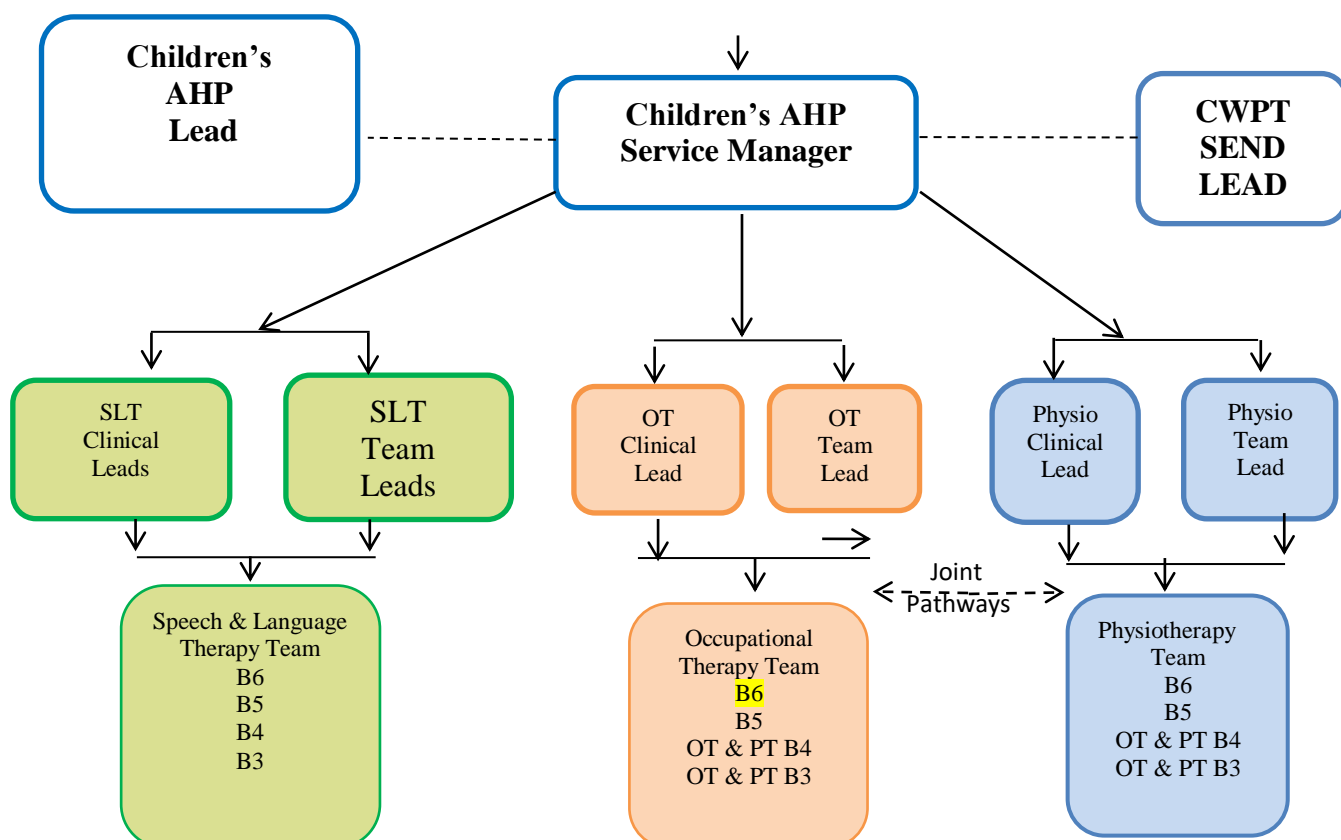 Children’s
AHP
Lead
Children’s AHP
Service Manager
CWPT
SEND
LEAD
SLT
Clinical
Leads
SLT
Team
Leads
OT
Clinical
Lead
OT
Team
Lead
Physio
Clinical
Lead
Physio
Team
Lead
Joint
Pathways
Speech & Language
Therapy Team
B6
B5
B4
B3
Occupational
Therapy Team
B6
B5
OT & PT B4
OT & PT B3
Physiotherapy
Team
B6
B5
OT & PT B4
OT & PT B3